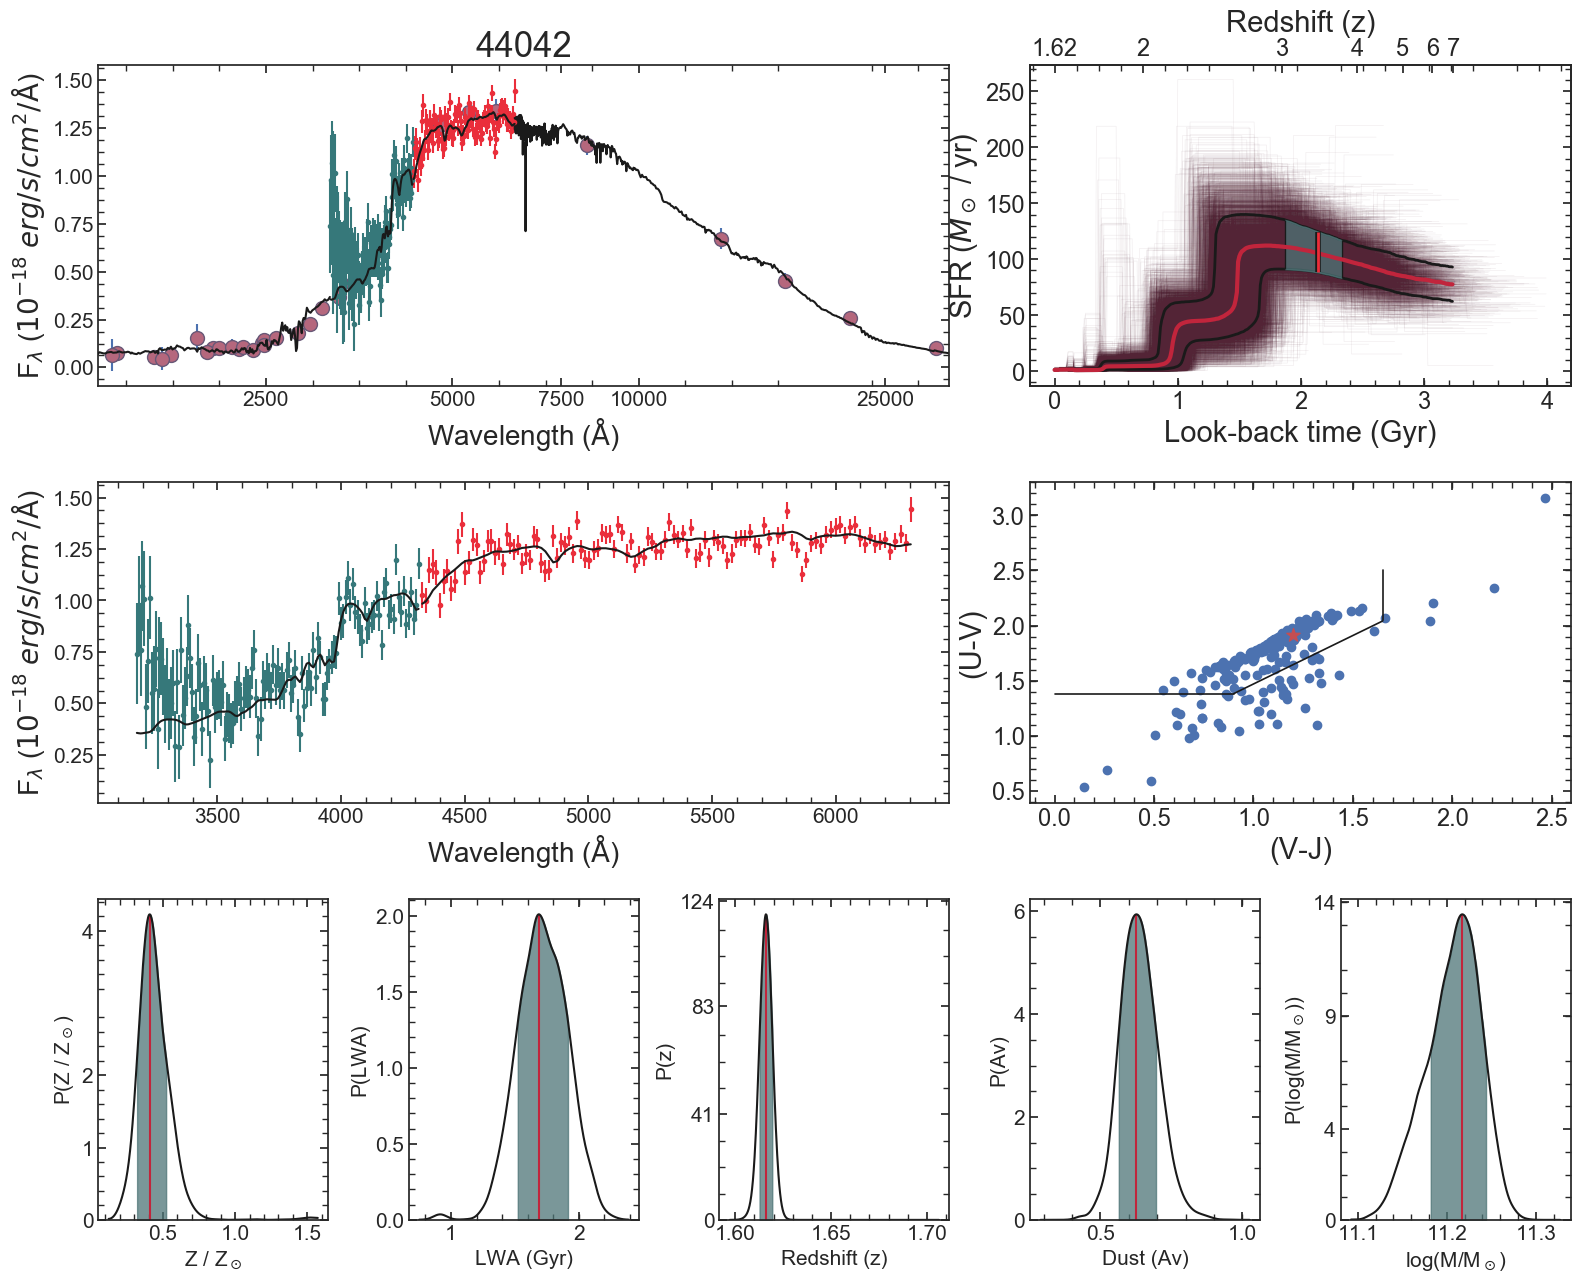 44042
1.50
1.25
1.00
0.75
0.50
0.25
0.00
F_λ (10^−18 erg/s/cm^2/Å)
2500 5000 7500 10000 25000
Wavelength (Å)
Redshift (z)
1.62 2 3 4 5 6 7
250
200
150
100
50
0
SFR (M_⊙ / yr)
0 1 2 3 4
Look-back time (Gyr)
1.50
1.25
1.00
0.75
0.50
0.25
F_λ (10^−18 erg/s/cm^2/Å)
3500 4000 4500 5000 5500 6000
Wavelength (Å)
3.0
2.5
2.0
1.5
1.0
0.5
(U-V)
0.0 0.5 1.0 1.5 2.0 2.5
(V-J)
4
2
1
0
P(Z / Z_⊙)
0.5 1.0 1.5
Z / Z_⊙
2.0
1.5
1.0
0.5
0.0
P(LWA)
1 2
LWA (Gyr)
124
83
41
0
P(z)
1.60 1.65 1.70
Redshift (z)
6
4
2
0
P(Av)
0.5 1.0
Dust (Av)
14
9
4
0
P(log(M/M_⊙))
11.1 11.2 11.3
log(M/M_⊙)